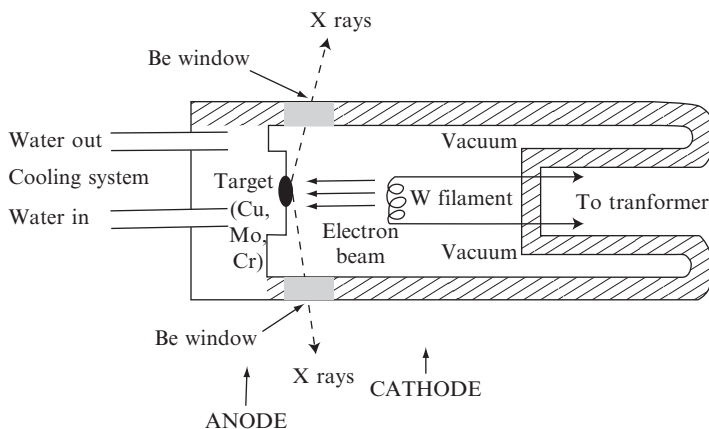 X rays
Be window
Water out
Vacuum
Cooling system
Target
W filament
To tranformer
Water in
(Cu,
Mo,
Cr)
Electron
beam
Vacuum
Be window
X rays
CATHODE
ANODE